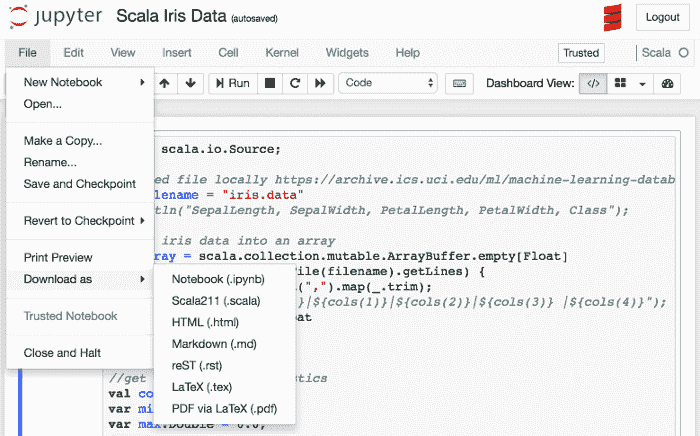 jupyter Scala Iris Data (autosaved) Logout
File Edit View Insert Cell Kernel Widgets Help Trusted Scala
Run Code Dashboard View: </>
New Notebook
Open...
Make a Copy...
Rename...
Save and Checkpoint
Revert to Checkpoint
Print Preview
Download as
Trusted Notebook
Close and Halt
Notebook (.ipynb)
Scala211 (.scala)
HTML (.html)
Markdown (.md)
reST (.rst)
LaTeX (.tex)
PDF via LaTeX (.pdf)
scala.io.Source;
ed file locally https://archive.ics.uci.edu/ml/machine-learning-datab
lename = "iris.data"
ln("SepalLength, SepalWidth, PetalLength, PetalWidth, Class");
iris data into an array
ray = scala.collection.mutable.ArrayBuffer.empty[Float]
ile(filename).getLines) {
(",").map(_.trim);
}|${cols(1)}|${cols(2)}|${cols(3)} |${cols(4)}");
at
//get stics
val co
var mi
var max:Double = 0.0;